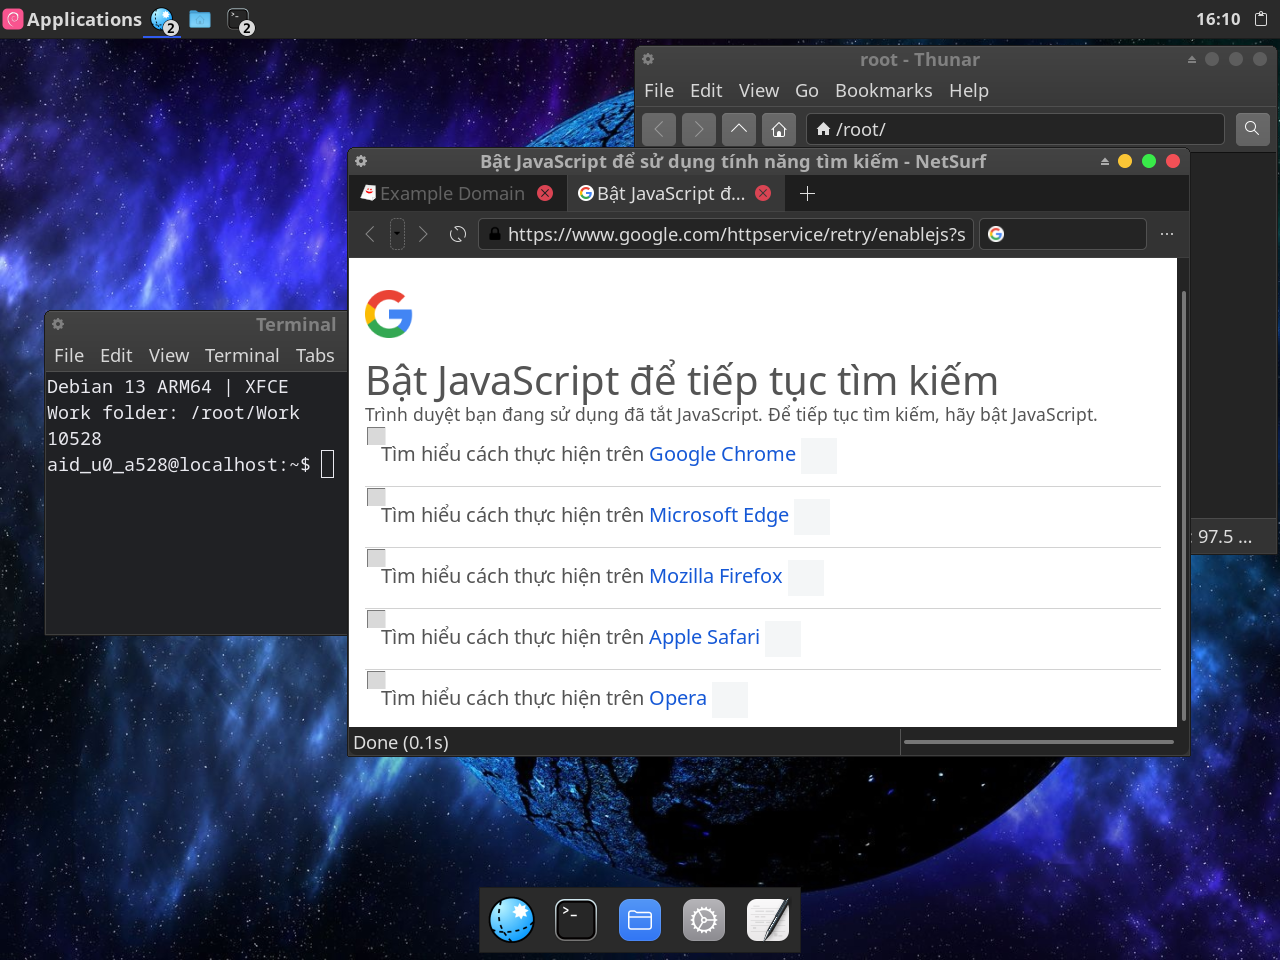 Applications
2
2
16:10
root - Thunar
File Edit View Go Bookmarks Help
/root/
Bật JavaScript để sử dụng tính năng tìm kiếm - NetSurf
Example Domain
Bật JavaScript đ...
https://www.google.com/httpservice/retry/enablejs?s
Terminal
File Edit View Terminal Tabs
Debian 13 ARM64 | XFCE
Work folder: /root/Work
10528
aid_u0_a528@localhost:~$
Bật JavaScript để tiếp tục tìm kiếm
Trình duyệt bạn đang sử dụng đã tắt JavaScript. Để tiếp tục tìm kiếm, hãy bật JavaScript.
Tìm hiểu cách thực hiện trên Google Chrome
Tìm hiểu cách thực hiện trên Microsoft Edge
Tìm hiểu cách thực hiện trên Mozilla Firefox
Tìm hiểu cách thực hiện trên Apple Safari
Tìm hiểu cách thực hiện trên Opera
: 97.5 ...
Done (0.1s)